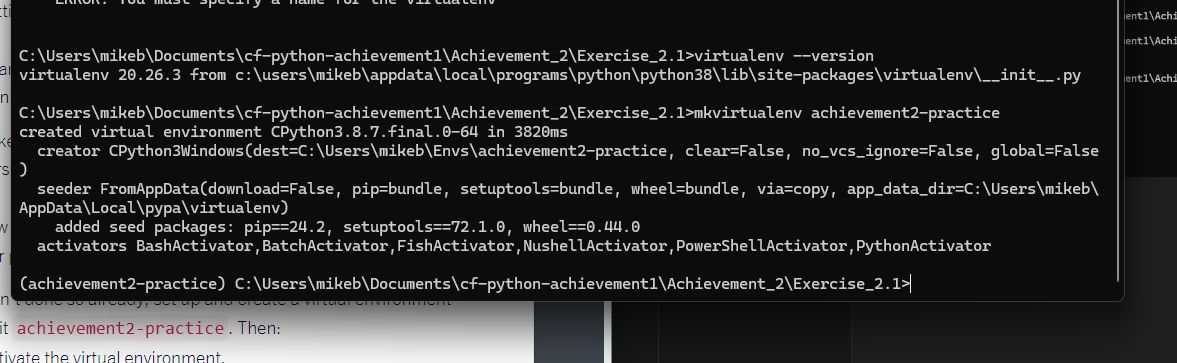 ERROR: You must specify a name for the virtualenv
C:\Users\mikeb\Documents\cf-python-achievement1\Achievement_2\Exercise_2.1>virtualenv --version
virtualenv 20.26.3 from c:\users\mikeb\appdata\local\programs\python\python38\lib\site-packages\virtualenv\__init__.py
C:\Users\mikeb\Documents\cf-python-achievement1\Achievement_2\Exercise_2.1>mkvirtualenv achievement2-practice
created virtual environment CPython3.8.7.final.0-64 in 3820ms
creator CPython3Windows(dest=C:\Users\mikeb\Envs\achievement2-practice, clear=False, no_vcs_ignore=False, global=False
)
seeder FromAppData(download=False, pip=bundle, setuptools=bundle, wheel=bundle, via=copy, app_data_dir=C:\Users\mikeb\
AppData\Local\pypa\virtualenv)
added seed packages: pip==24.2, setuptools==72.1.0, wheel==0.44.0
activators BashActivator,BatchActivator,FishActivator,NushellActivator,PowerShellActivator,PythonActivator
(achievement2-practice) C:\Users\mikeb\Documents\cf-python-achievement1\Achievement_2\Exercise_2.1>
n't done so already, set up and create a virtual environment
it achievement2-practice. Then:
tivate the virtual environment.
ent1\Achi
ent1\Achi
ent1\Achi